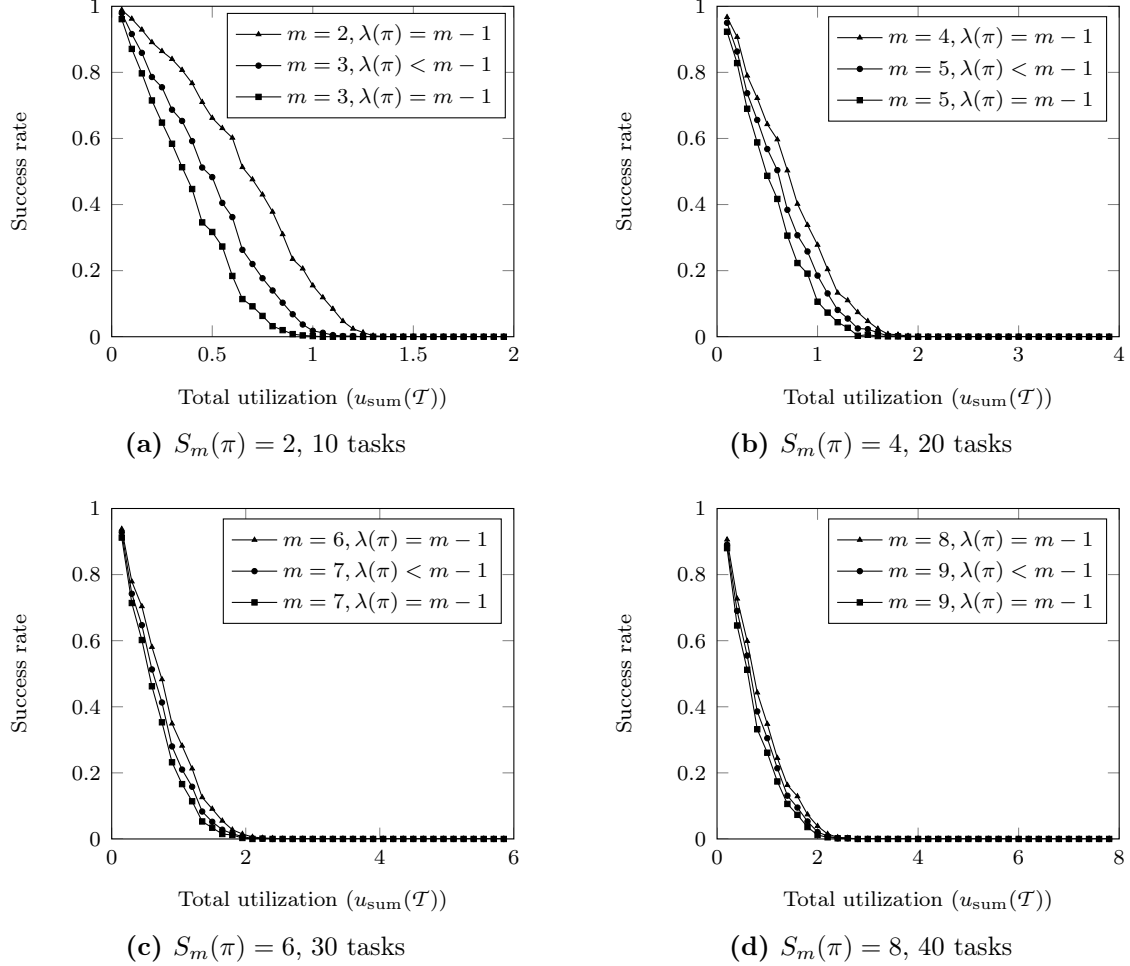 1
0.8
0.6
0.4
0.2
0
Success rate
m = 2, λ(π) = m − 1
m = 3, λ(π) < m − 1
m = 3, λ(π) = m − 1
0 0.5 1 1.5 2
Total utilization (u_sum(𝒯))
(a) S_m(π) = 2, 10 tasks
1
0.8
0.6
0.4
0.2
0
Success rate
m = 4, λ(π) = m − 1
m = 5, λ(π) < m − 1
m = 5, λ(π) = m − 1
0 1 2 3 4
Total utilization (u_sum(𝒯))
(b) S_m(π) = 4, 20 tasks
1
0.8
0.6
0.4
0.2
0
Success rate
m = 6, λ(π) = m − 1
m = 7, λ(π) < m − 1
m = 7, λ(π) = m − 1
0 2 4 6
Total utilization (u_sum(𝒯))
(c) S_m(π) = 6, 30 tasks
1
0.8
0.6
0.4
0.2
0
Success rate
m = 8, λ(π) = m − 1
m = 9, λ(π) < m − 1
m = 9, λ(π) = m − 1
0 2 4 6 8
Total utilization (u_sum(𝒯))
(d) S_m(π) = 8, 40 tasks